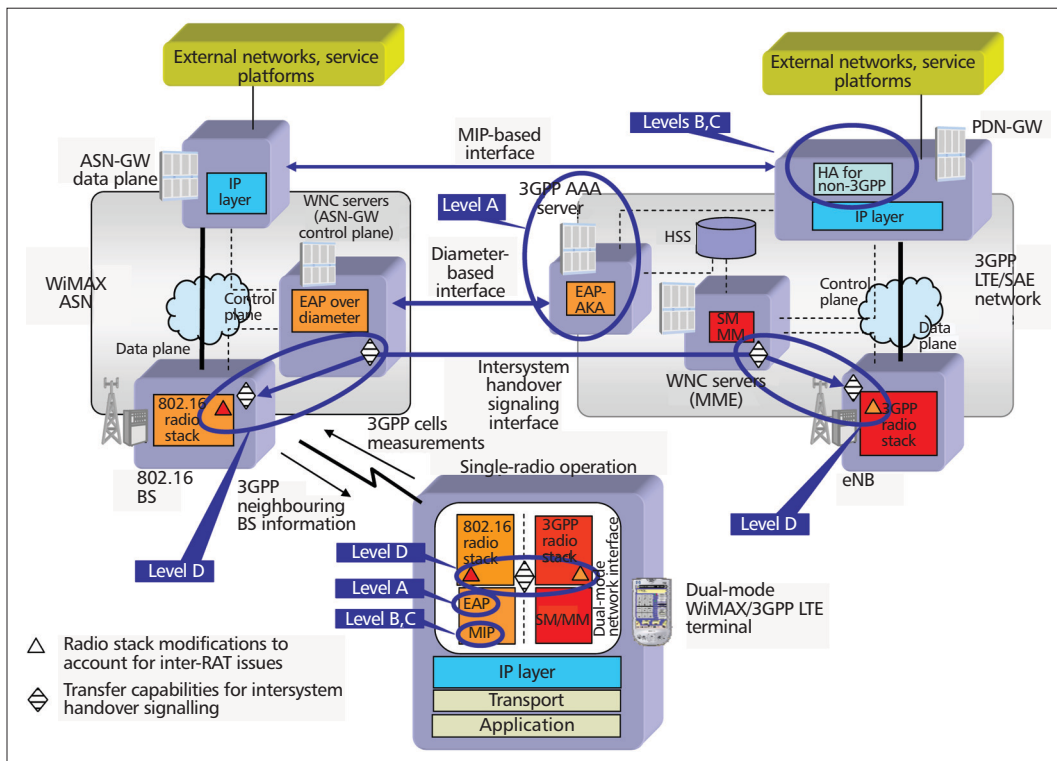 External networks, service
platforms
External networks, service
platforms
Levels B,C
PDN-GW
MIP-based
interface
ASN-GW
data plane
IP
layer
HA for
non-3GPP
IP layer
WNC servers
(ASN-GW
control plane)
Level A
3GPP AAA
server
HSS
WiMAX
ASN
Diameter-
based
interface
3GPP
LTE/SAE
network
Control
plane
EAP over
diameter
EAP-
AKA
SM
MM
Control
plane
Data plane
Data
plane
Intersystem
handover
signaling
interface
WNC servers
(MME)
802.16
radio
stack
3GPP
radio
stack
802.16
BS
3GPP cells
measurements
eNB
Single-radio operation
3GPP
neighbouring
BS information
Level D
Level D
802.16
radio
stack
3GPP radio
stack
Dual-mode
network interface
Level D
Level A
EAP
Level B,C
MIP
SM/MM
Dual-mode
WiMAX/3GPP LTE
terminal
IP layer
Transport
Application
Radio stack modifications to
account for inter-RAT issues
Transfer capabilities for intersystem
handover signalling